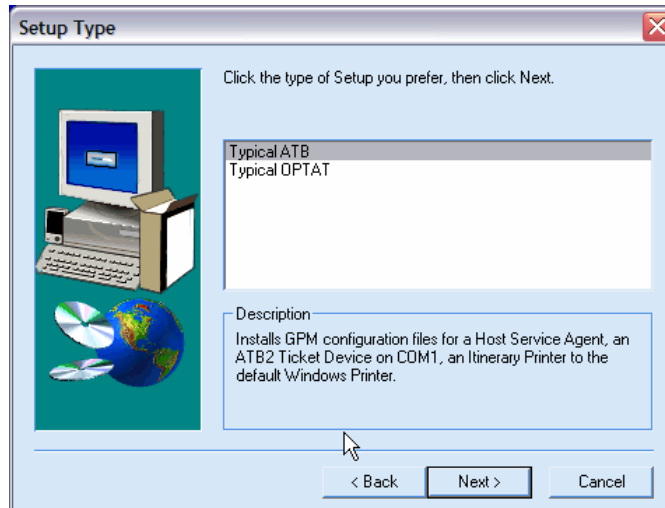 Setup Type
Click the type of Setup you prefer, then click Next.
Typical ATB
Typical OPTAT
Description
Installs GPM configuration files for a Host Service Agent, an
ATB2 Ticket Device on COM1, an Itinerary Printer to the
default Windows Printer.
< Back
Next >
Cancel